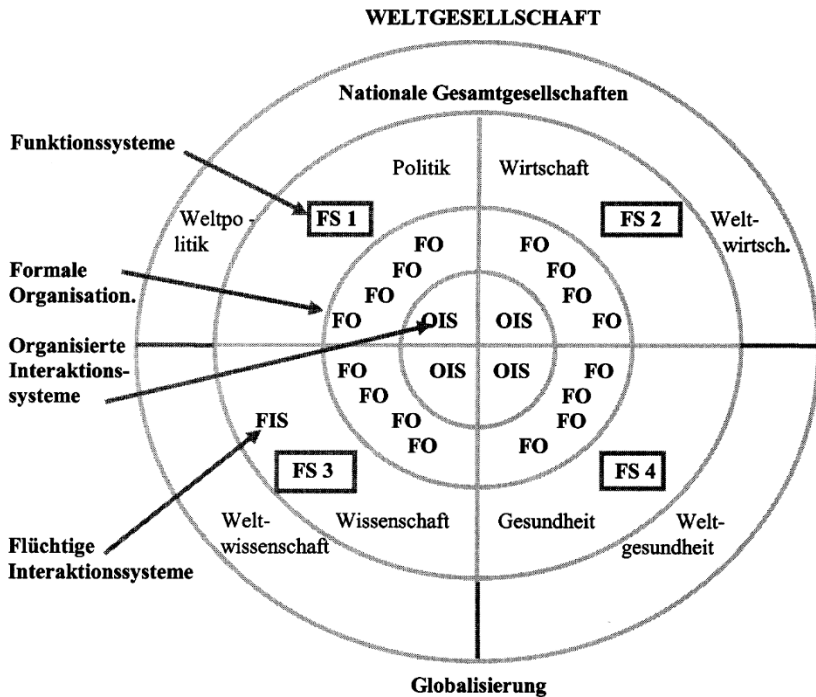 WELTGESELLSCHAFT
Nationale Gesamtgesellschaften
Funktionssysteme
Politik
Wirtschaft
Weltpo -
litik
FS 1
FS 2
Welt-
wirtsch.
FO
FO
FO
FO
FO
FO
FO
FO
Formale
Organisation.
OIS
OIS
Organisierte
Interaktions-
systeme
OIS
OIS
FO
FO
FO
FO
FO
FO
FO
FO
FIS
FS 3
FS 4
Welt-
wissenschaft
Wissenschaft
Gesundheit
Welt-
gesundheit
Flüchtige
Interaktionssysteme
Globalisierung